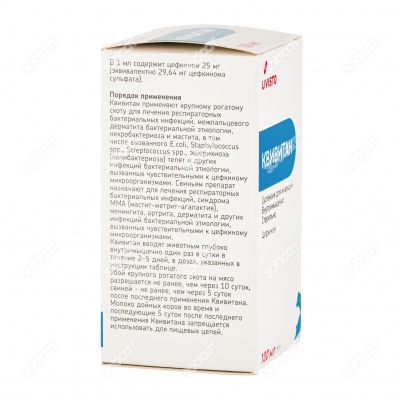 В 1 мл содержит цефкином 25 мг
(эквивалентно 29,64 мг цефкинома
сульфата).
Порядок применения
Квивитан применяют крупному рогатому
скоту для лечения респираторных
бактериальных инфекций, межпальцевого
дерматита бактериальной этиологии,
некробактериоза и мастита, в том
числе вызванного E.coli, Staphylococcus
spp., Streptococcus spp., эшерихиоза
(колибактериоза) телят и других
инфекций бактериальной этиологии,
вызванных чувствительными к цефкиному
микроорганизмами. Свиньям препарат
назначают для лечения респираторных
бактериальных инфекций, синдрома
ММА (мастит-метрит-агалактия),
менингита, артрита, дерматита и других
инфекций бактериальной этиологии,
вызванных чувствительными к цефкиному
микроорганизмами.
Квивитан вводят животным глубоко
внутримышечно один раз в сутки в
течение 2-5 дней, в дозах, указанных в
инструкции таблице.
Убой крупного рогатого скота на мясо
разрешается не ранее, чем через 10 суток,
свиней - не ранее, чем через 5 суток
после последнего применения Квивитана.
Молоко дойных коров во время и
последующие 5 суток после последнего
применения Квивитана запрещается
использовать для пищевых целей.
LIVISTO
КВИВИТАН
Суспензия для инъекций
Внутримышечно
Стерильно
Цефкином
100 мл